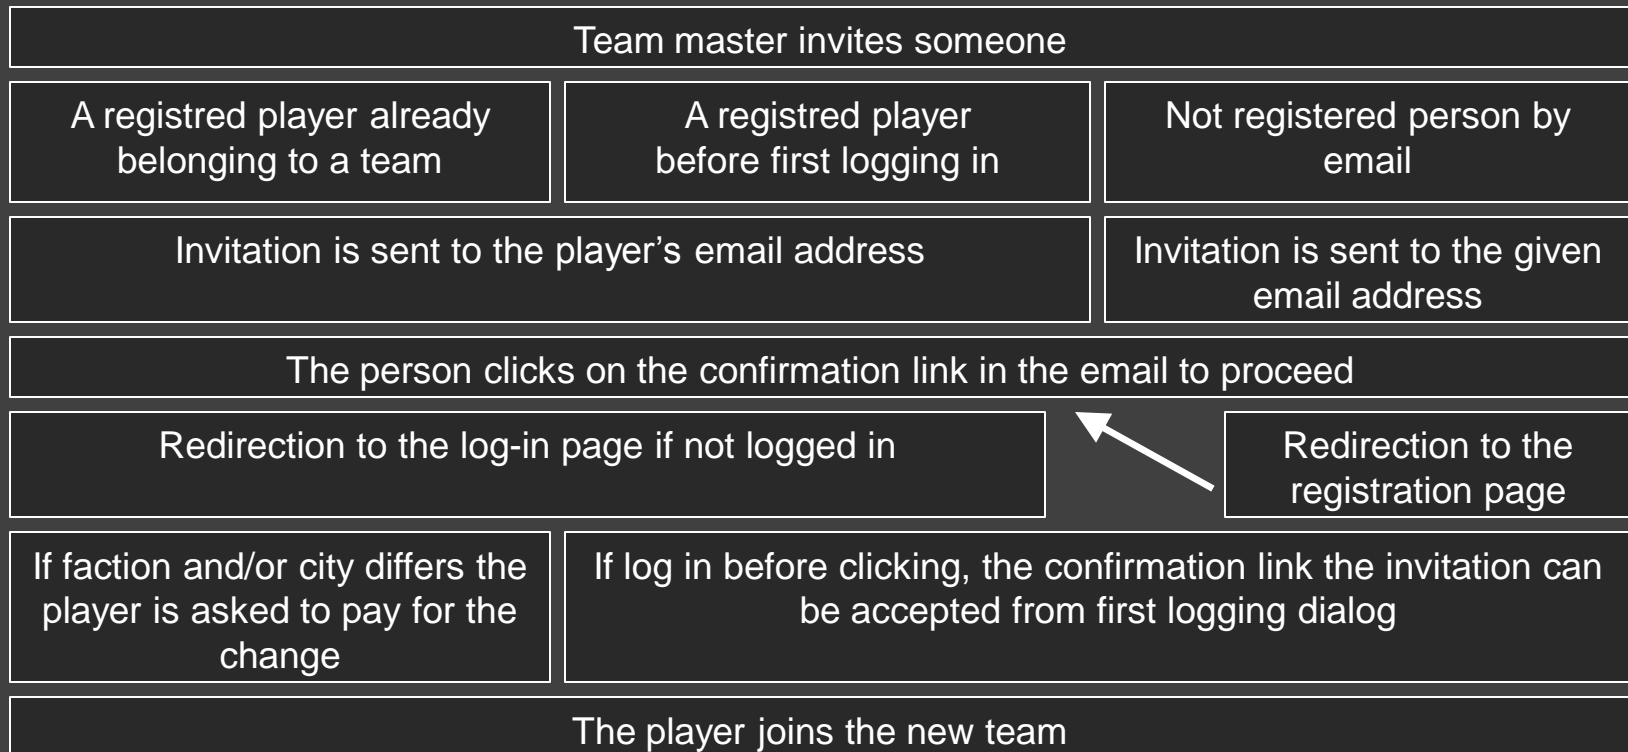 Team master invites someone
A registred player already
belonging to a team
A registred player
before first logging in
Not registered person by
email
Invitation is sent to the player’s email address
Invitation is sent to the given
email address
The person clicks on the confirmation link in the email to proceed
Redirection to the log-in page if not logged in
Redirection to the
registration page
If faction and/or city differs the
player is asked to pay for the
change
If log in before clicking, the confirmation link the invitation can
be accepted from first logging dialog
The player joins the new team